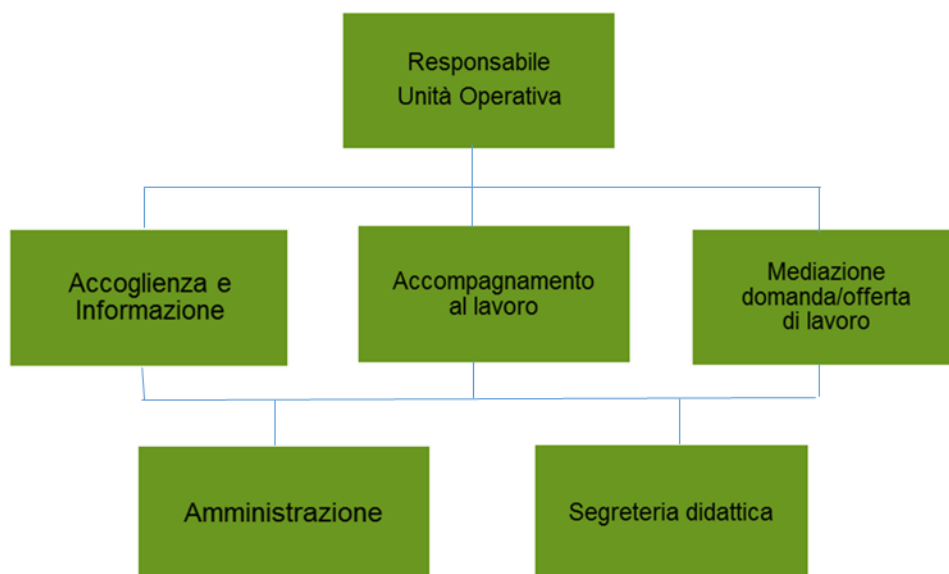 Responsabile
Unità Operativa
Accoglienza e
Informazione
Accompagnamento
al lavoro
Mediazione
domanda/offerta
di lavoro
Amministrazione
Segreteria didattica